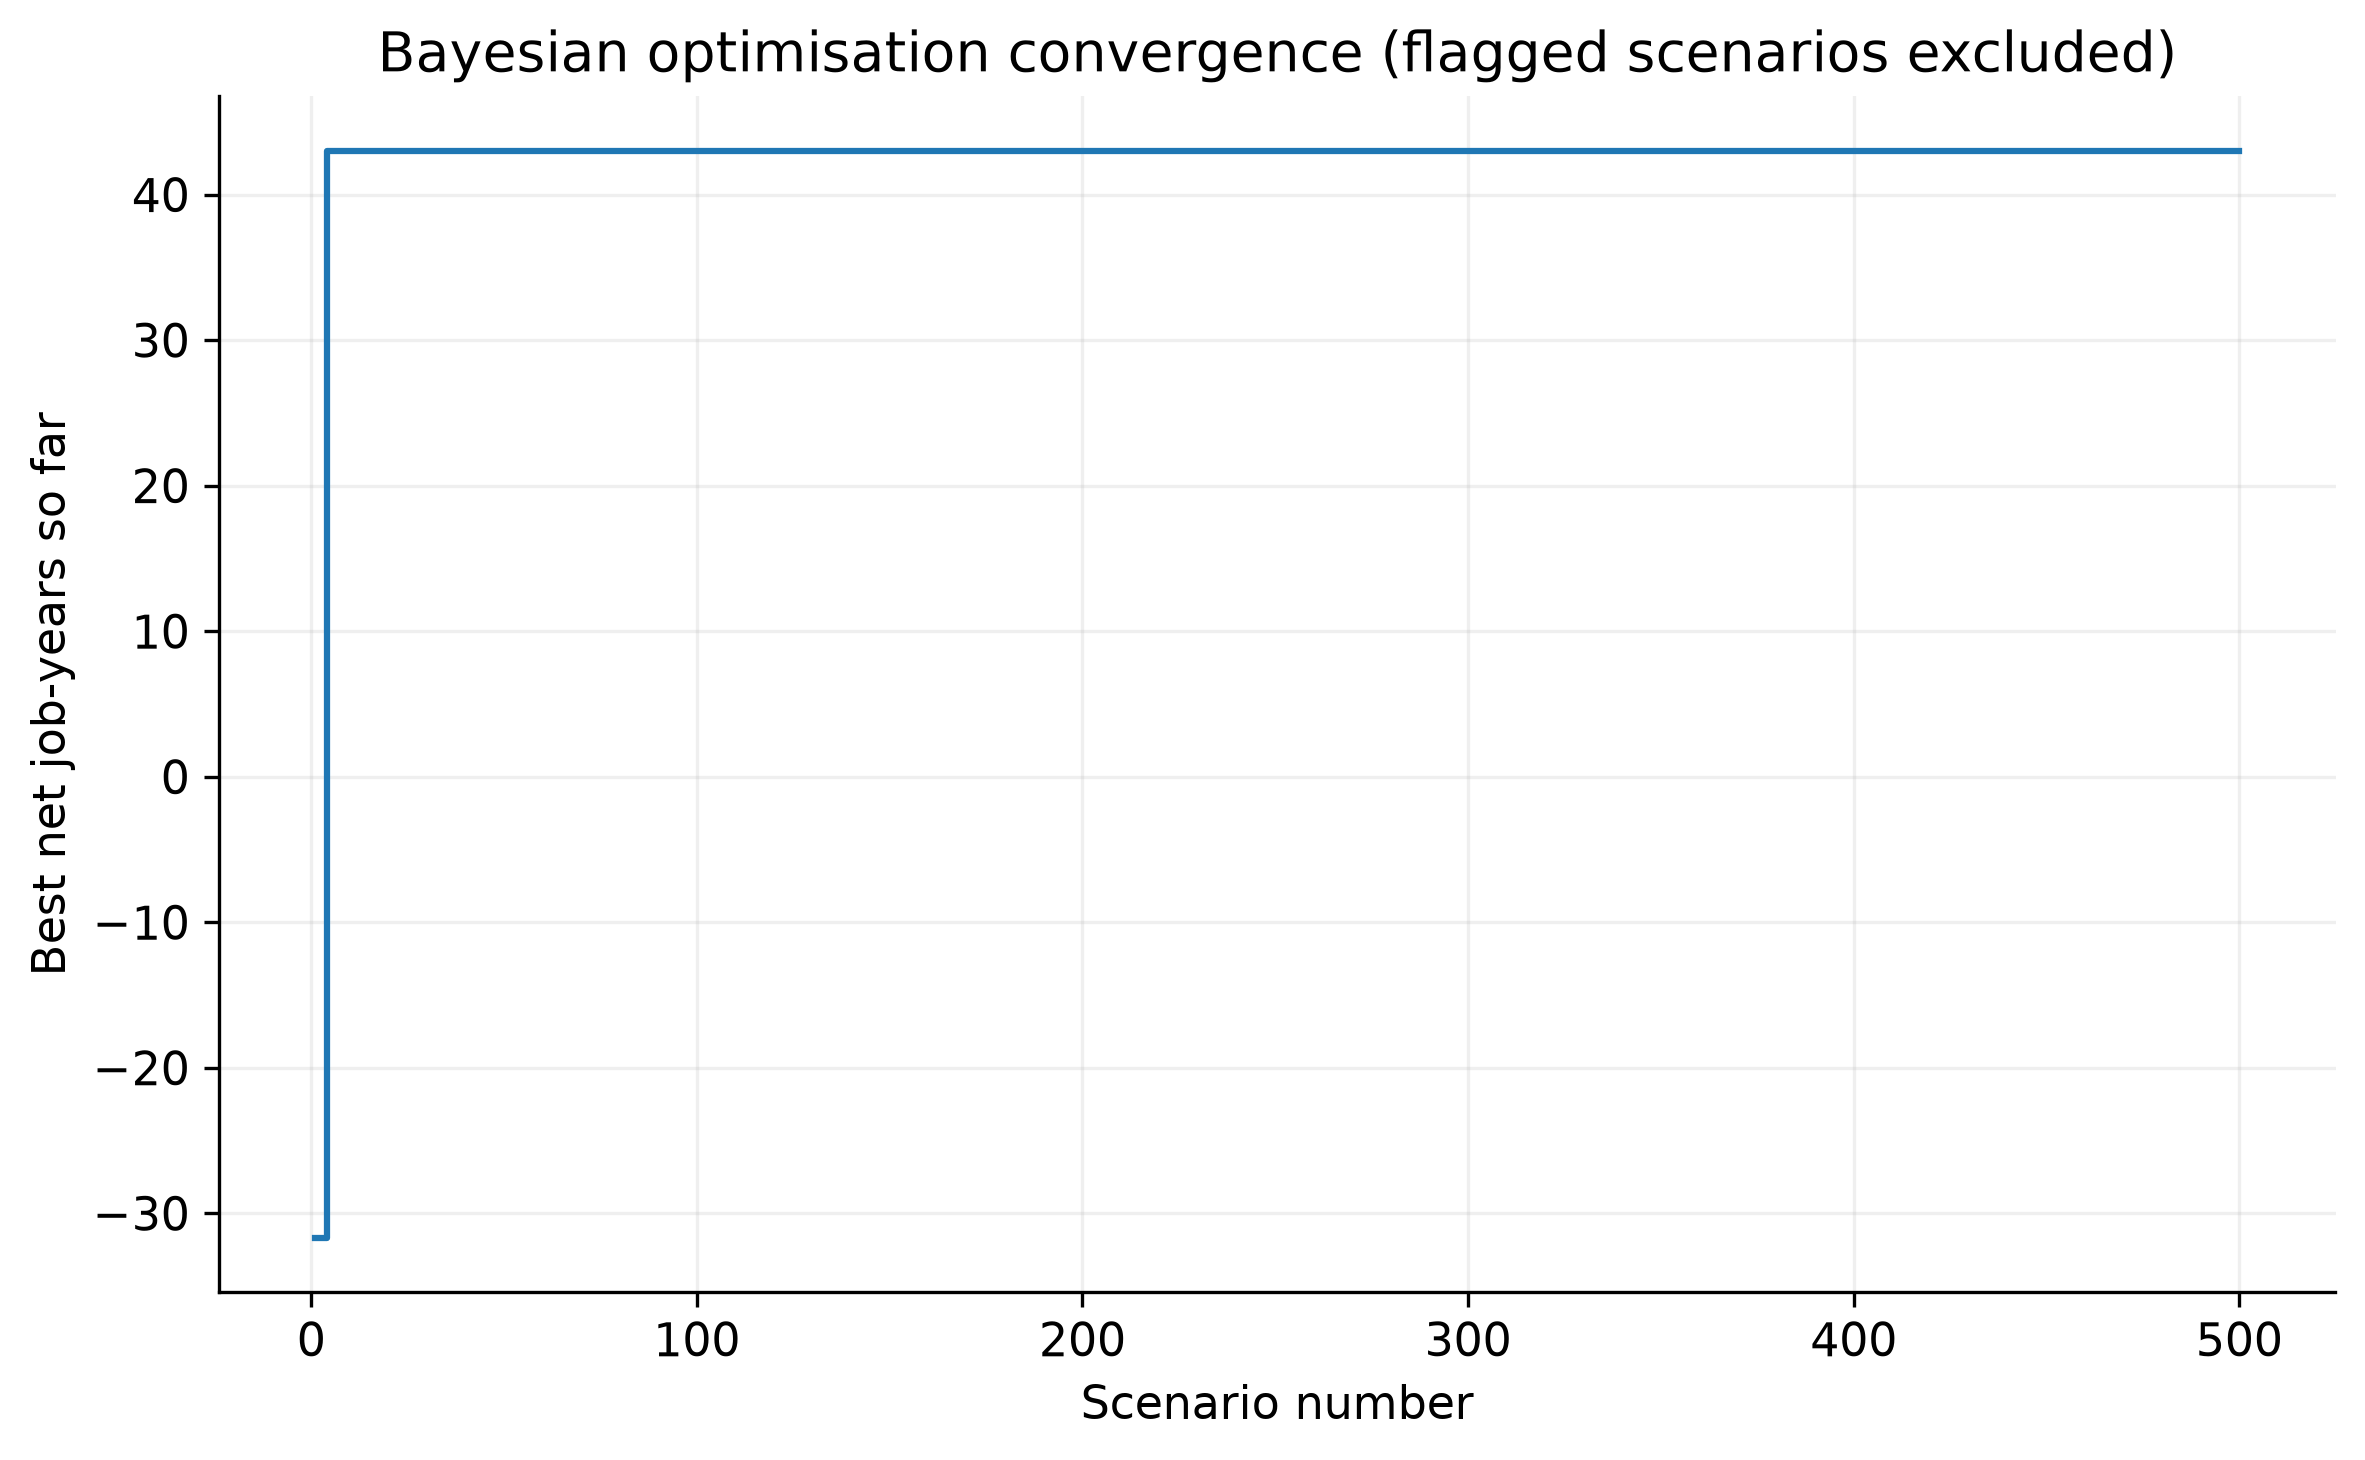 Bayesian optimisation convergence (flagged scenarios excluded)
Best net job-years so far
40
30
20
10
0
−10
−20
−30
0 100 200 300 400 500
Scenario number